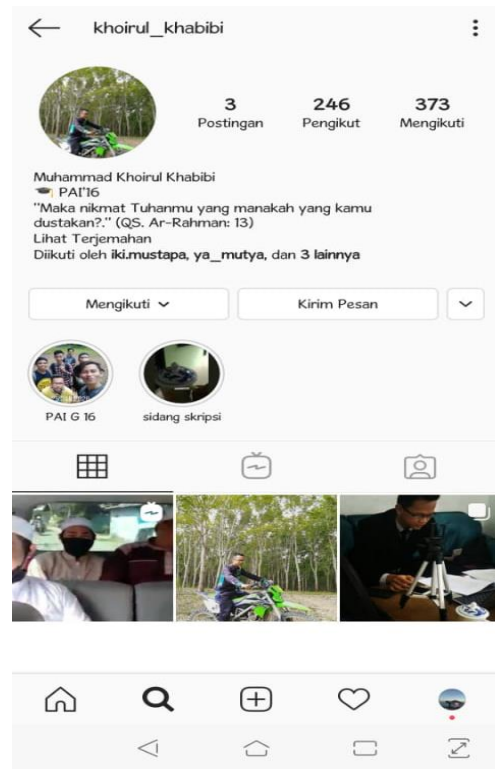 khoirul_khabibi
3 246 373
Postingan Pengikut Mengikuti
Muhammad Khoirul Khabibi
🎓 PAI'16
"Maka nikmat Tuhanmu yang manakah yang kamu
dustakan?." (QS. Ar-Rahman: 13)
Lihat Terjemahan
Diikuti oleh iki.mustapa, ya_mutya, dan 3 lainnya
Mengikuti Kirim Pesan
PAI G 16 sidang skripsi